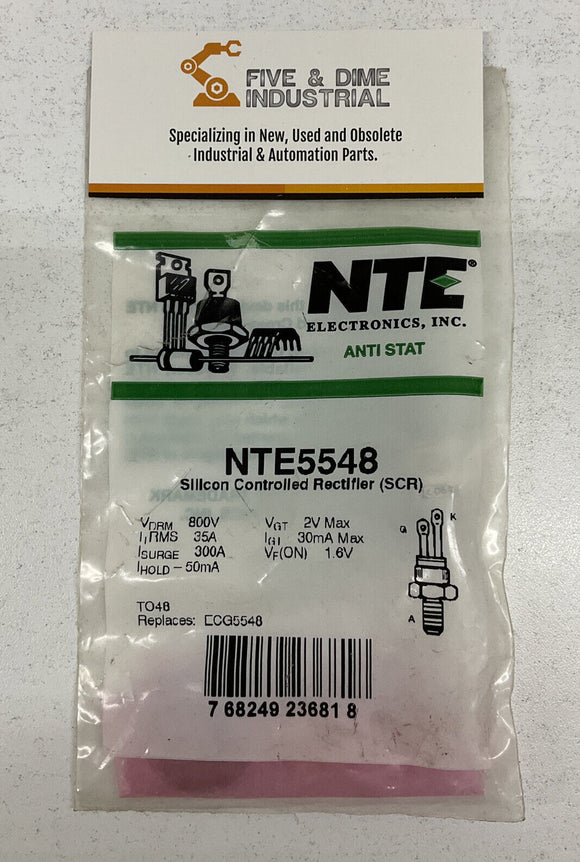 FIVE & DIME
INDUSTRIAL
Specializing in New, Used and Obsolete
Industrial & Automation Parts.
NTE®
ELECTRONICS, INC.
ANTI STAT
NTE5548
Silicon Controlled Rectifier (SCR)
VDRM 800V VGT 2V Max
ITRMS 35A IGT 30mA Max
ISURGE 300A VF(ON) 1.6V
IHOLD – 50mA
G K
A
TO48
Replaces: ECG5548
7 68249 23681 8